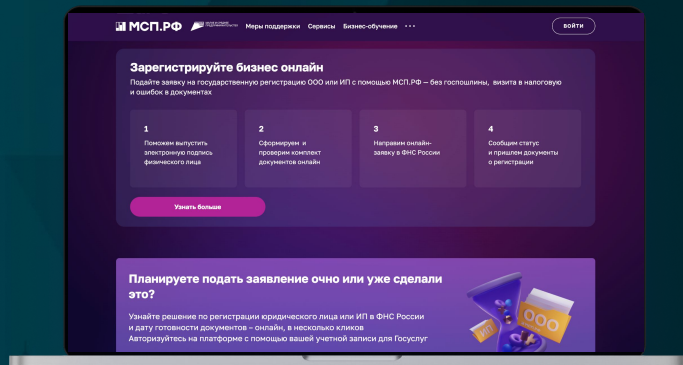 МСП.РФ
Меры поддержки Сервисы Бизнес-обучение ···
ВОЙТИ
Зарегистрируйте бизнес онлайн
Подайте заявку на государственную регистрацию ООО или ИП с помощью МСП.РФ — без госпошлины, визита в налоговую
и ошибок в документах
1
Поможем выпустить
электронную подпись
физического лица
2
Сформируем и
проверим комплект
документов онлайн
3
Направим онлайн-
заявку в ФНС России
4
Сообщим статус
и пришлем документы
о регистрации
Узнать больше
Планируете подать заявление очно или уже сделали
это?
Узнайте решение по регистрации юридического лица или ИП в ФНС России
и дату готовности документов – онлайн, в несколько кликов
Авторизуйтесь на платформе с помощью вашей учетной записи для Госуслуг
ИП
ООО